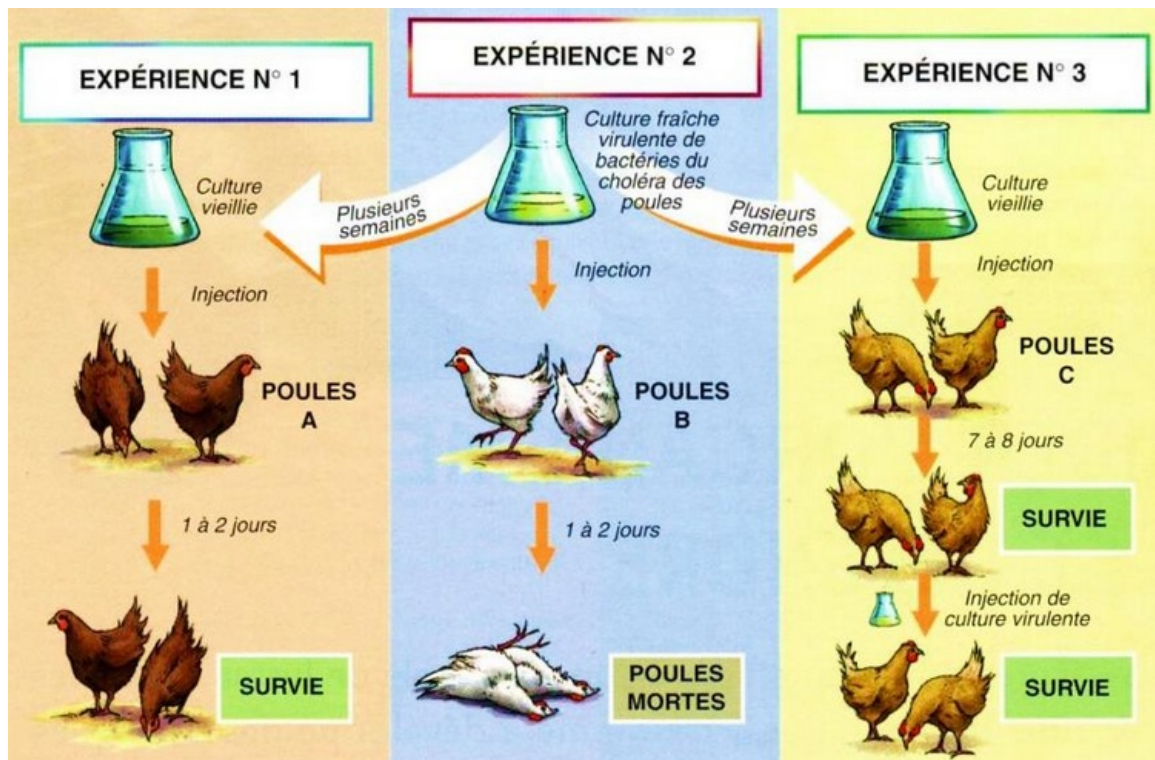 EXPÉRIENCE N° 1
Culture
vieillie
Plusieurs
semaines
Injection
POULES
A
1 à 2 jours
SURVIE
EXPÉRIENCE N° 2
Culture fraîche
virulente de
bactéries du
choléra des
poules
Injection
POULES
B
1 à 2 jours
POULES
MORTES
EXPÉRIENCE N° 3
Plusieurs
semaines
Culture
vieillie
Injection
POULES
C
7 à 8 jours
SURVIE
Injection de
culture virulente
SURVIE